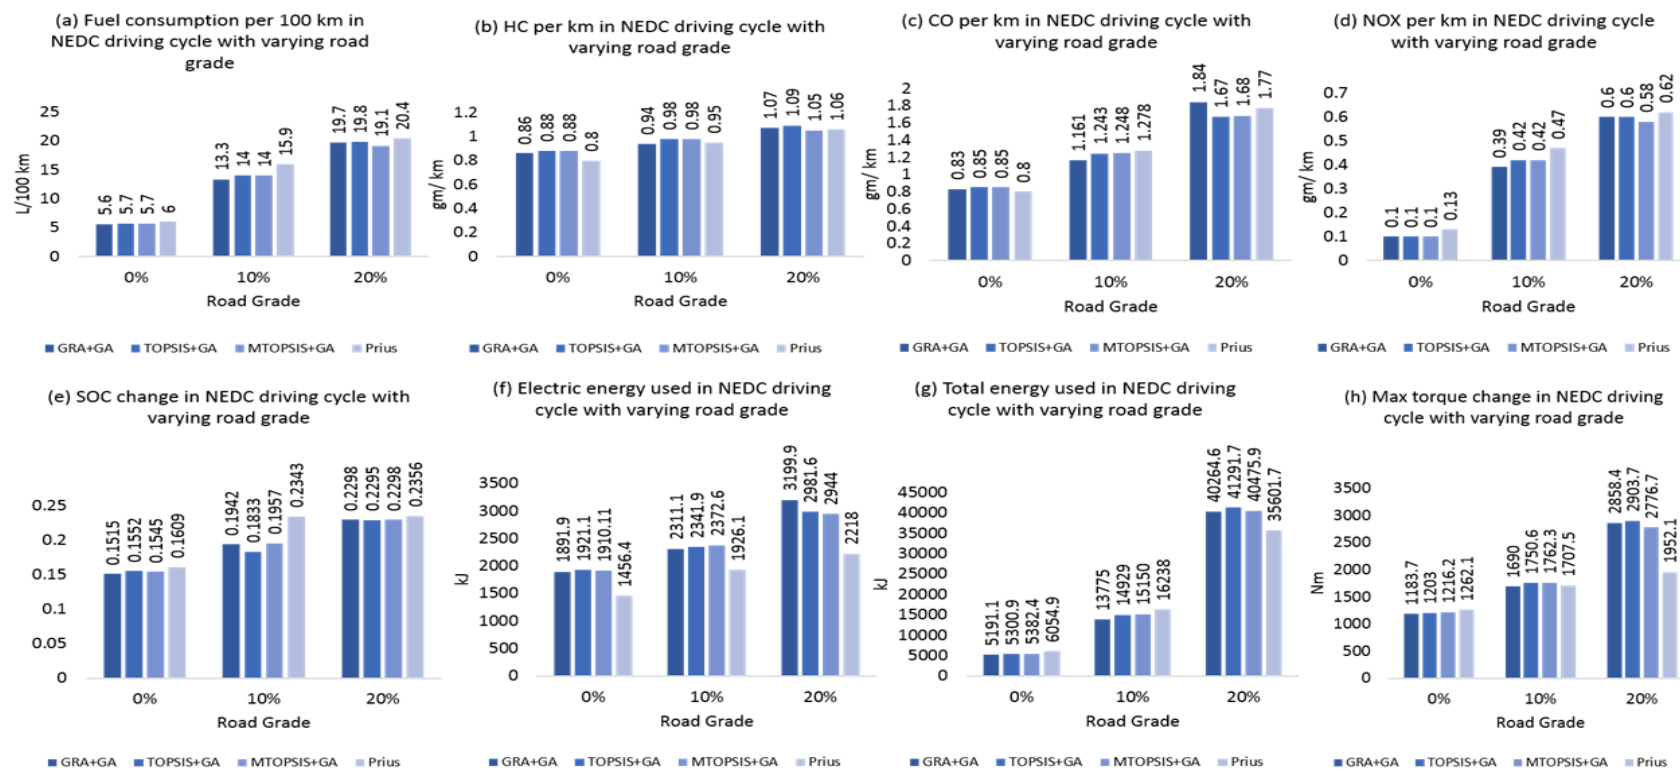 (a) Fuel consumption per 100 km in
NEDC driving cycle with varying road
grade
L/100 km
25
20
15
10
5
0
5.6 5.7 5.7 6
13.3 14 14 15.9
19.7 19.8 19.1 20.4
0% 10% 20%
Road Grade
GRA+GA TOPSIS+GA MTOPSIS+GA Prius
(b) HC per km in NEDC driving cycle with
varying road grade
gm/ km
1.2
1
0.8
0.6
0.4
0.2
0
0.86 0.88 0.88 0.8
0.94 0.98 0.98 0.95
1.07 1.09 1.05 1.06
0% 10% 20%
Road Grade
GRA+GA TOPSIS+GA MTOPSIS+GA Prius
(c) CO per km in NEDC driving cycle with
varying road grade
gm/ km
2
1.8
1.6
1.4
1.2
1
0.8
0.6
0.4
0.2
0
0.83 0.85 0.85 0.8
1.161 1.243 1.248 1.278
1.84 1.67 1.68 1.77
0% 10% 20%
Road Grade
GRA+GA TOPSIS+GA MTOPSIS+GA Prius
(d) NOX per km in NEDC driving cycle
with varying road grade
gm/ km
0.7
0.6
0.5
0.4
0.3
0.2
0.1
0
0.1 0.1 0.1 0.13
0.39 0.42 0.42 0.47
0.6 0.6 0.58 0.62
0% 10% 20%
Road Grade
GRA+GA TOPSIS+GA MTOPSIS+GA Prius
(e) SOC change in NEDC driving cycle with
varying road grade
0.25
0.2
0.15
0.1
0.05
0
0.1515 0.1552 0.1545 0.1609
0.1942 0.1833 0.1957 0.2343
0.2298 0.2295 0.2298 0.2356
0% 10% 20%
Road Grade
GRA+GA TOPSIS+GA MTOPSIS+GA Prius
(f) Electric energy used in NEDC driving
cycle with varying road grade
kJ
3500
3000
2500
2000
1500
1000
500
0
1891.9 1921.1 1910.11 1456.4
2311.1 2341.9 2372.6 1926.1
3199.9 2981.6 2944 2218
0% 10% 20%
Road Grade
GRA+GA TOPSIS+GA MTOPSIS+GA Prius
(g) Total energy used in NEDC driving
cycle with varying road grade
kJ
45000
40000
35000
30000
25000
20000
15000
10000
5000
0
5191.1 5300.9 5382.4 6054.9
13775 14929 15150 16238
40264.6 41291.7 40475.9 35601.7
0% 10% 20%
Road Grade
GRA+GA TOPSIS+GA MTOPSIS+GA Prius
(h) Max torque change in NEDC driving
cycle with varying road grade
Nm
3500
3000
2500
2000
1500
1000
500
0
1183.7 1203 1216.2 1262.1
1690 1750.6 1762.3 1707.5
2858.4 2903.7 2776.7 1952.1
0% 10% 20%
Road Grade
GRA+GA TOPSIS+GA MTOPSIS+GA Prius